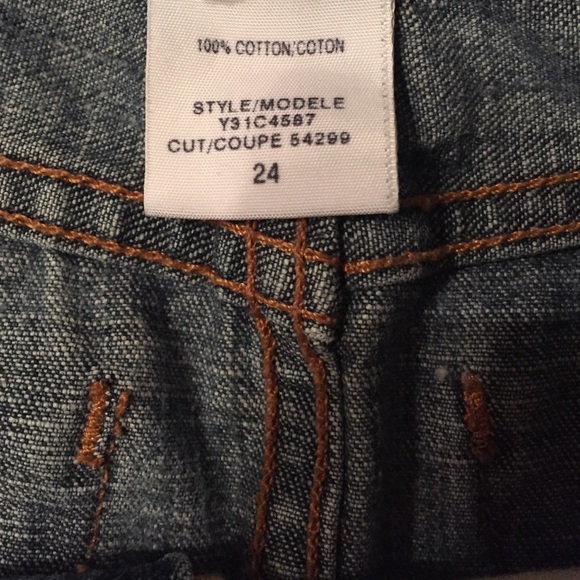 100% COTTON/COTON
STYLE/MODELE
Y31C4587
CUT/COUPE 54299
24